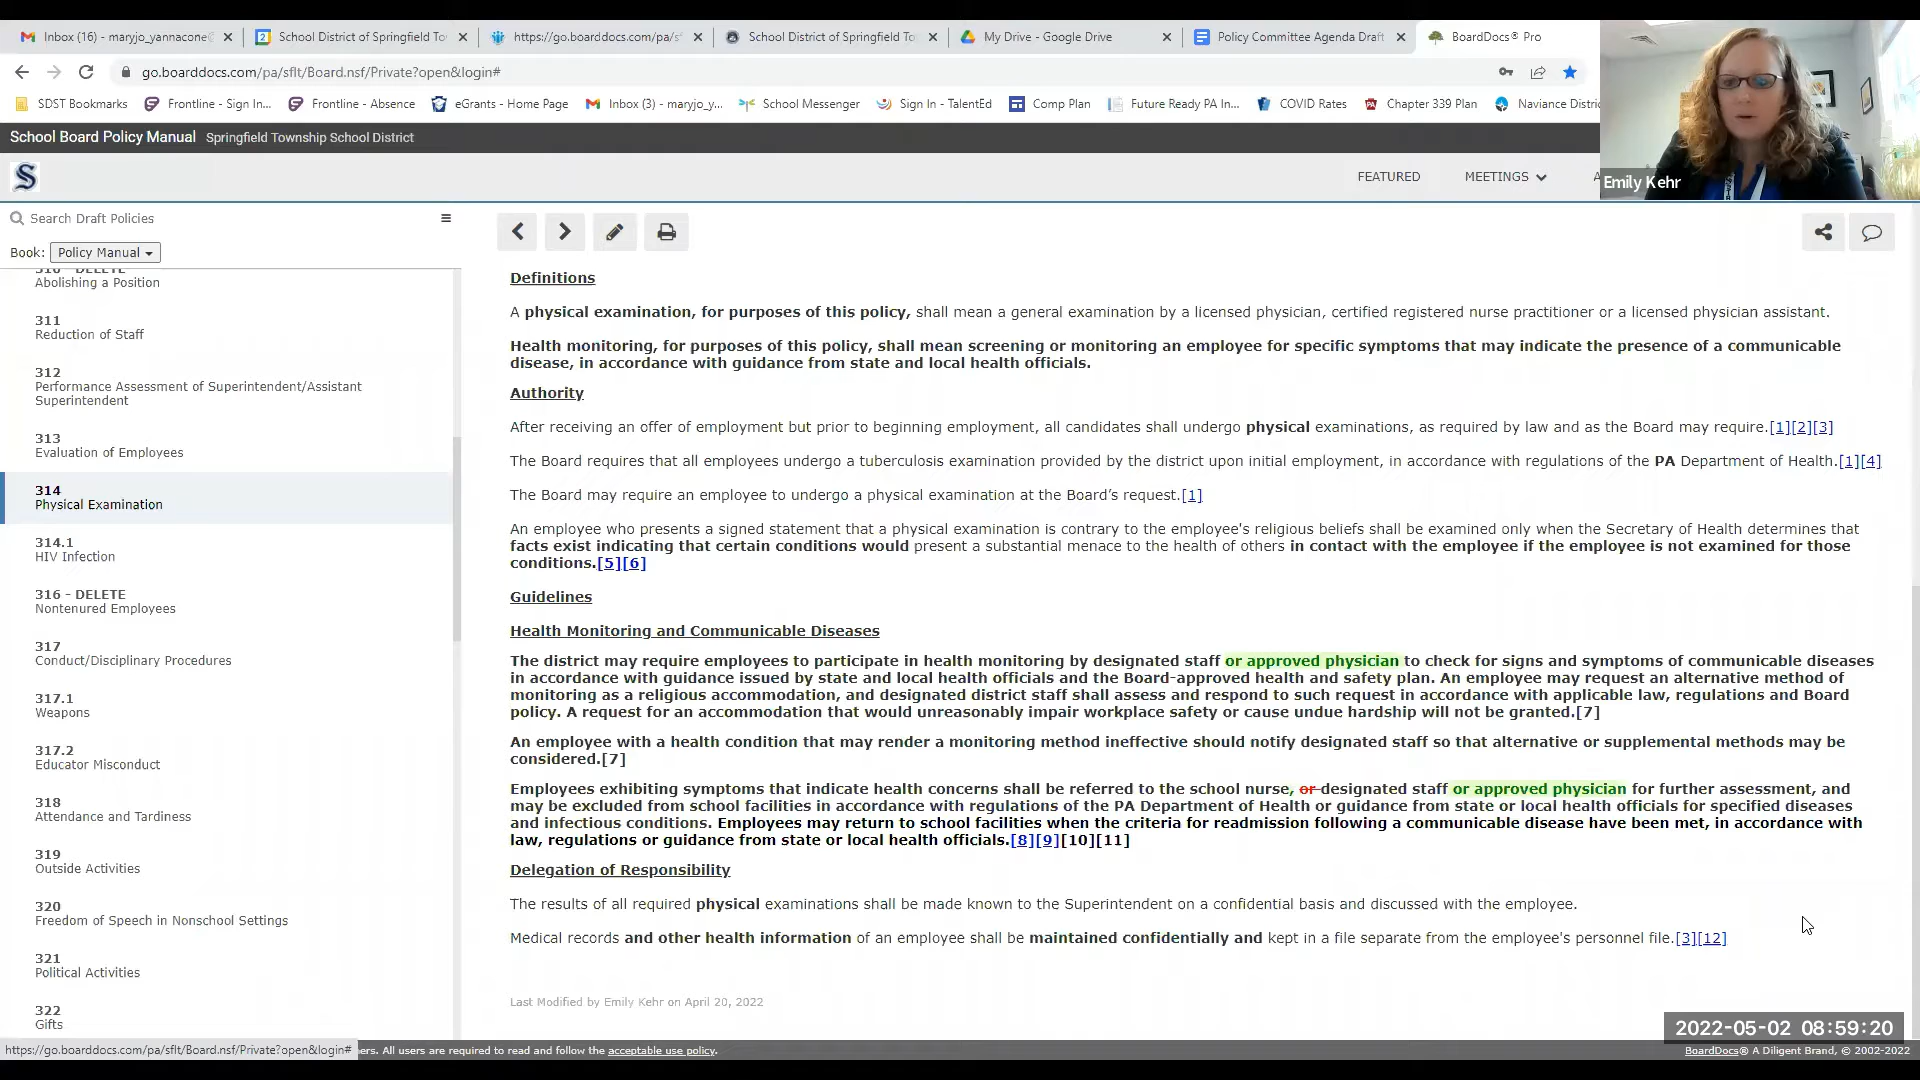 Inbox (16) - maryjo_yannacone@
School District of Springfield To
https://go.boarddocs.com/pa/sf
School District of Springfield To
My Drive - Google Drive
Policy Committee Agenda Draft
BoardDocs® Pro
go.boarddocs.com/pa/sflt/Board.nsf/Private?open&login#
SDST Bookmarks
Frontline - Sign In...
Frontline - Absence
eGrants - Home Page
Inbox (3) - maryjo_y...
School Messenger
Sign In - TalentEd
Comp Plan
Future Ready PA In...
COVID Rates
Chapter 339 Plan
Naviance Distric
Emily Kehr
School Board Policy Manual Springfield Township School District
S
FEATURED
MEETINGS
Search Draft Policies
Book: Policy Manual
310 - DELETE
Abolishing a Position
311
Reduction of Staff
312
Performance Assessment of Superintendent/Assistant
Superintendent
313
Evaluation of Employees
314
Physical Examination
314.1
HIV Infection
316 - DELETE
Nontenured Employees
317
Conduct/Disciplinary Procedures
317.1
Weapons
317.2
Educator Misconduct
318
Attendance and Tardiness
319
Outside Activities
320
Freedom of Speech in Nonschool Settings
321
Political Activities
322
Gifts
Definitions
A physical examination, for purposes of this policy, shall mean a general examination by a licensed physician, certified registered nurse practitioner or a licensed physician assistant.
Health monitoring, for purposes of this policy, shall mean screening or monitoring an employee for specific symptoms that may indicate the presence of a communicable
disease, in accordance with guidance from state and local health officials.
Authority
After receiving an offer of employment but prior to beginning employment, all candidates shall undergo physical examinations, as required by law and as the Board may require.[1][2][3]
The Board requires that all employees undergo a tuberculosis examination provided by the district upon initial employment, in accordance with regulations of the PA Department of Health.[1][4]
The Board may require an employee to undergo a physical examination at the Board’s request.[1]
An employee who presents a signed statement that a physical examination is contrary to the employee's religious beliefs shall be examined only when the Secretary of Health determines that
facts exist indicating that certain conditions would present a substantial menace to the health of others in contact with the employee if the employee is not examined for those
conditions.[5][6]
Guidelines
Health Monitoring and Communicable Diseases
The district may require employees to participate in health monitoring by designated staff or approved physician to check for signs and symptoms of communicable diseases
in accordance with guidance issued by state and local health officials and the Board-approved health and safety plan. An employee may request an alternative method of
monitoring as a religious accommodation, and designated district staff shall assess and respond to such request in accordance with applicable law, regulations and Board
policy. A request for an accommodation that would unreasonably impair workplace safety or cause undue hardship will not be granted.[7]
An employee with a health condition that may render a monitoring method ineffective should notify designated staff so that alternative or supplemental methods may be
considered.[7]
Employees exhibiting symptoms that indicate health concerns shall be referred to the school nurse, or designated staff or approved physician for further assessment, and
may be excluded from school facilities in accordance with regulations of the PA Department of Health or guidance from state or local health officials for specified diseases
and infectious conditions. Employees may return to school facilities when the criteria for readmission following a communicable disease have been met, in accordance with
law, regulations or guidance from state or local health officials.[8][9][10][11]
Delegation of Responsibility
The results of all required physical examinations shall be made known to the Superintendent on a confidential basis and discussed with the employee.
Medical records and other health information of an employee shall be maintained confidentially and kept in a file separate from the employee's personnel file.[3][12]
Last Modified by Emily Kehr on April 20, 2022
2022-05-02 08:59:20
https://go.boarddocs.com/pa/sflt/Board.nsf/Private?open&login#
ers. All users are required to read and follow the acceptable use policy.
BoardDocs® A Diligent Brand, © 2002-2022